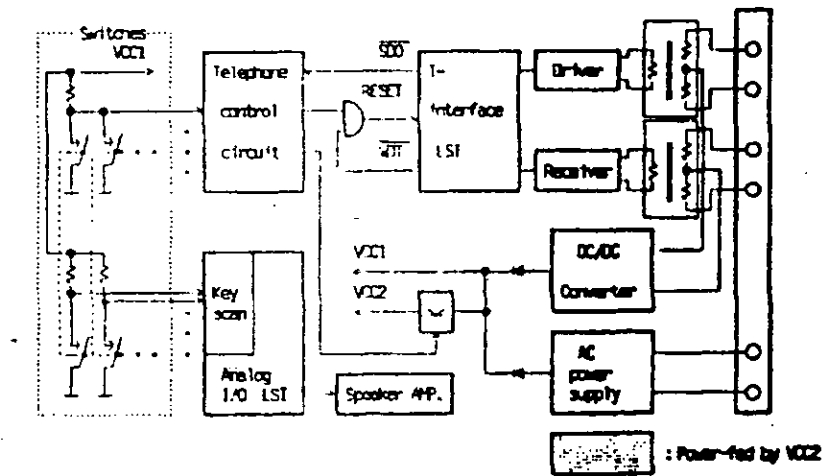 Switches
VCC1
Telephone
control
circuit
SDO
RESET
interface
LSI
Driver
Receiver
VCC1
VCC2
DC/DC
Converter
Key
scan
Analog
I/O LSI
Speaker AMP.
AC
power
supply
: Power-fed by VCC2